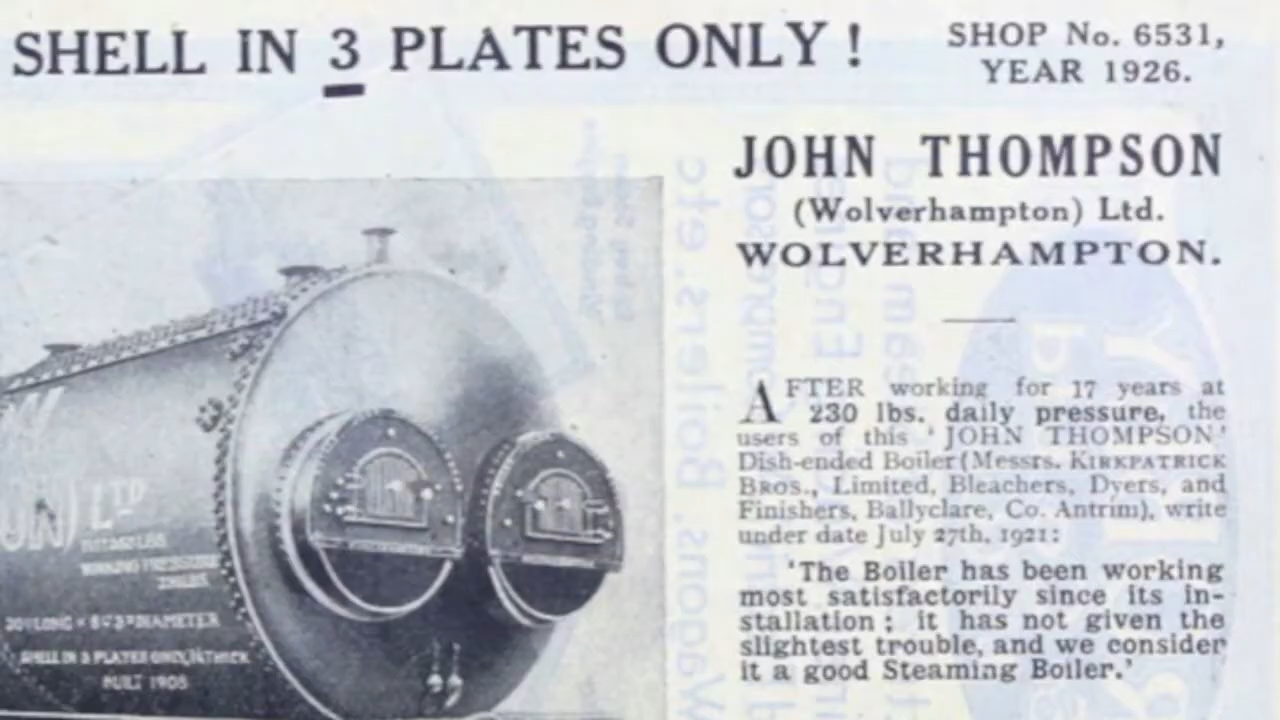 SHELL IN 3 PLATES ONLY!
SHOP No. 6531,
YEAR 1926.
JOHN THOMPSON
(Wolverhampton) Ltd.
WOLVERHAMPTON.
AFTER working for 17 years at
230 lbs. daily pressure, the
users of this 'JOHN THOMPSON'
Dish-ended Boiler (Messrs. KIRKPATRICK
BROS., Limited, Bleachers, Dyers, and
Finishers, Ballyclare, Co. Antrim), write
under date July 27th, 1921:
'The Boiler has been working
most satisfactorily since its in-
stallation; it has not given the
slightest trouble, and we consider
it a good Steaming Boiler.'
LTD
WORKING PRESSURE
DIAMETER
SHELL IN 3 PLATES ONLY,
THICK
BUILT 1905